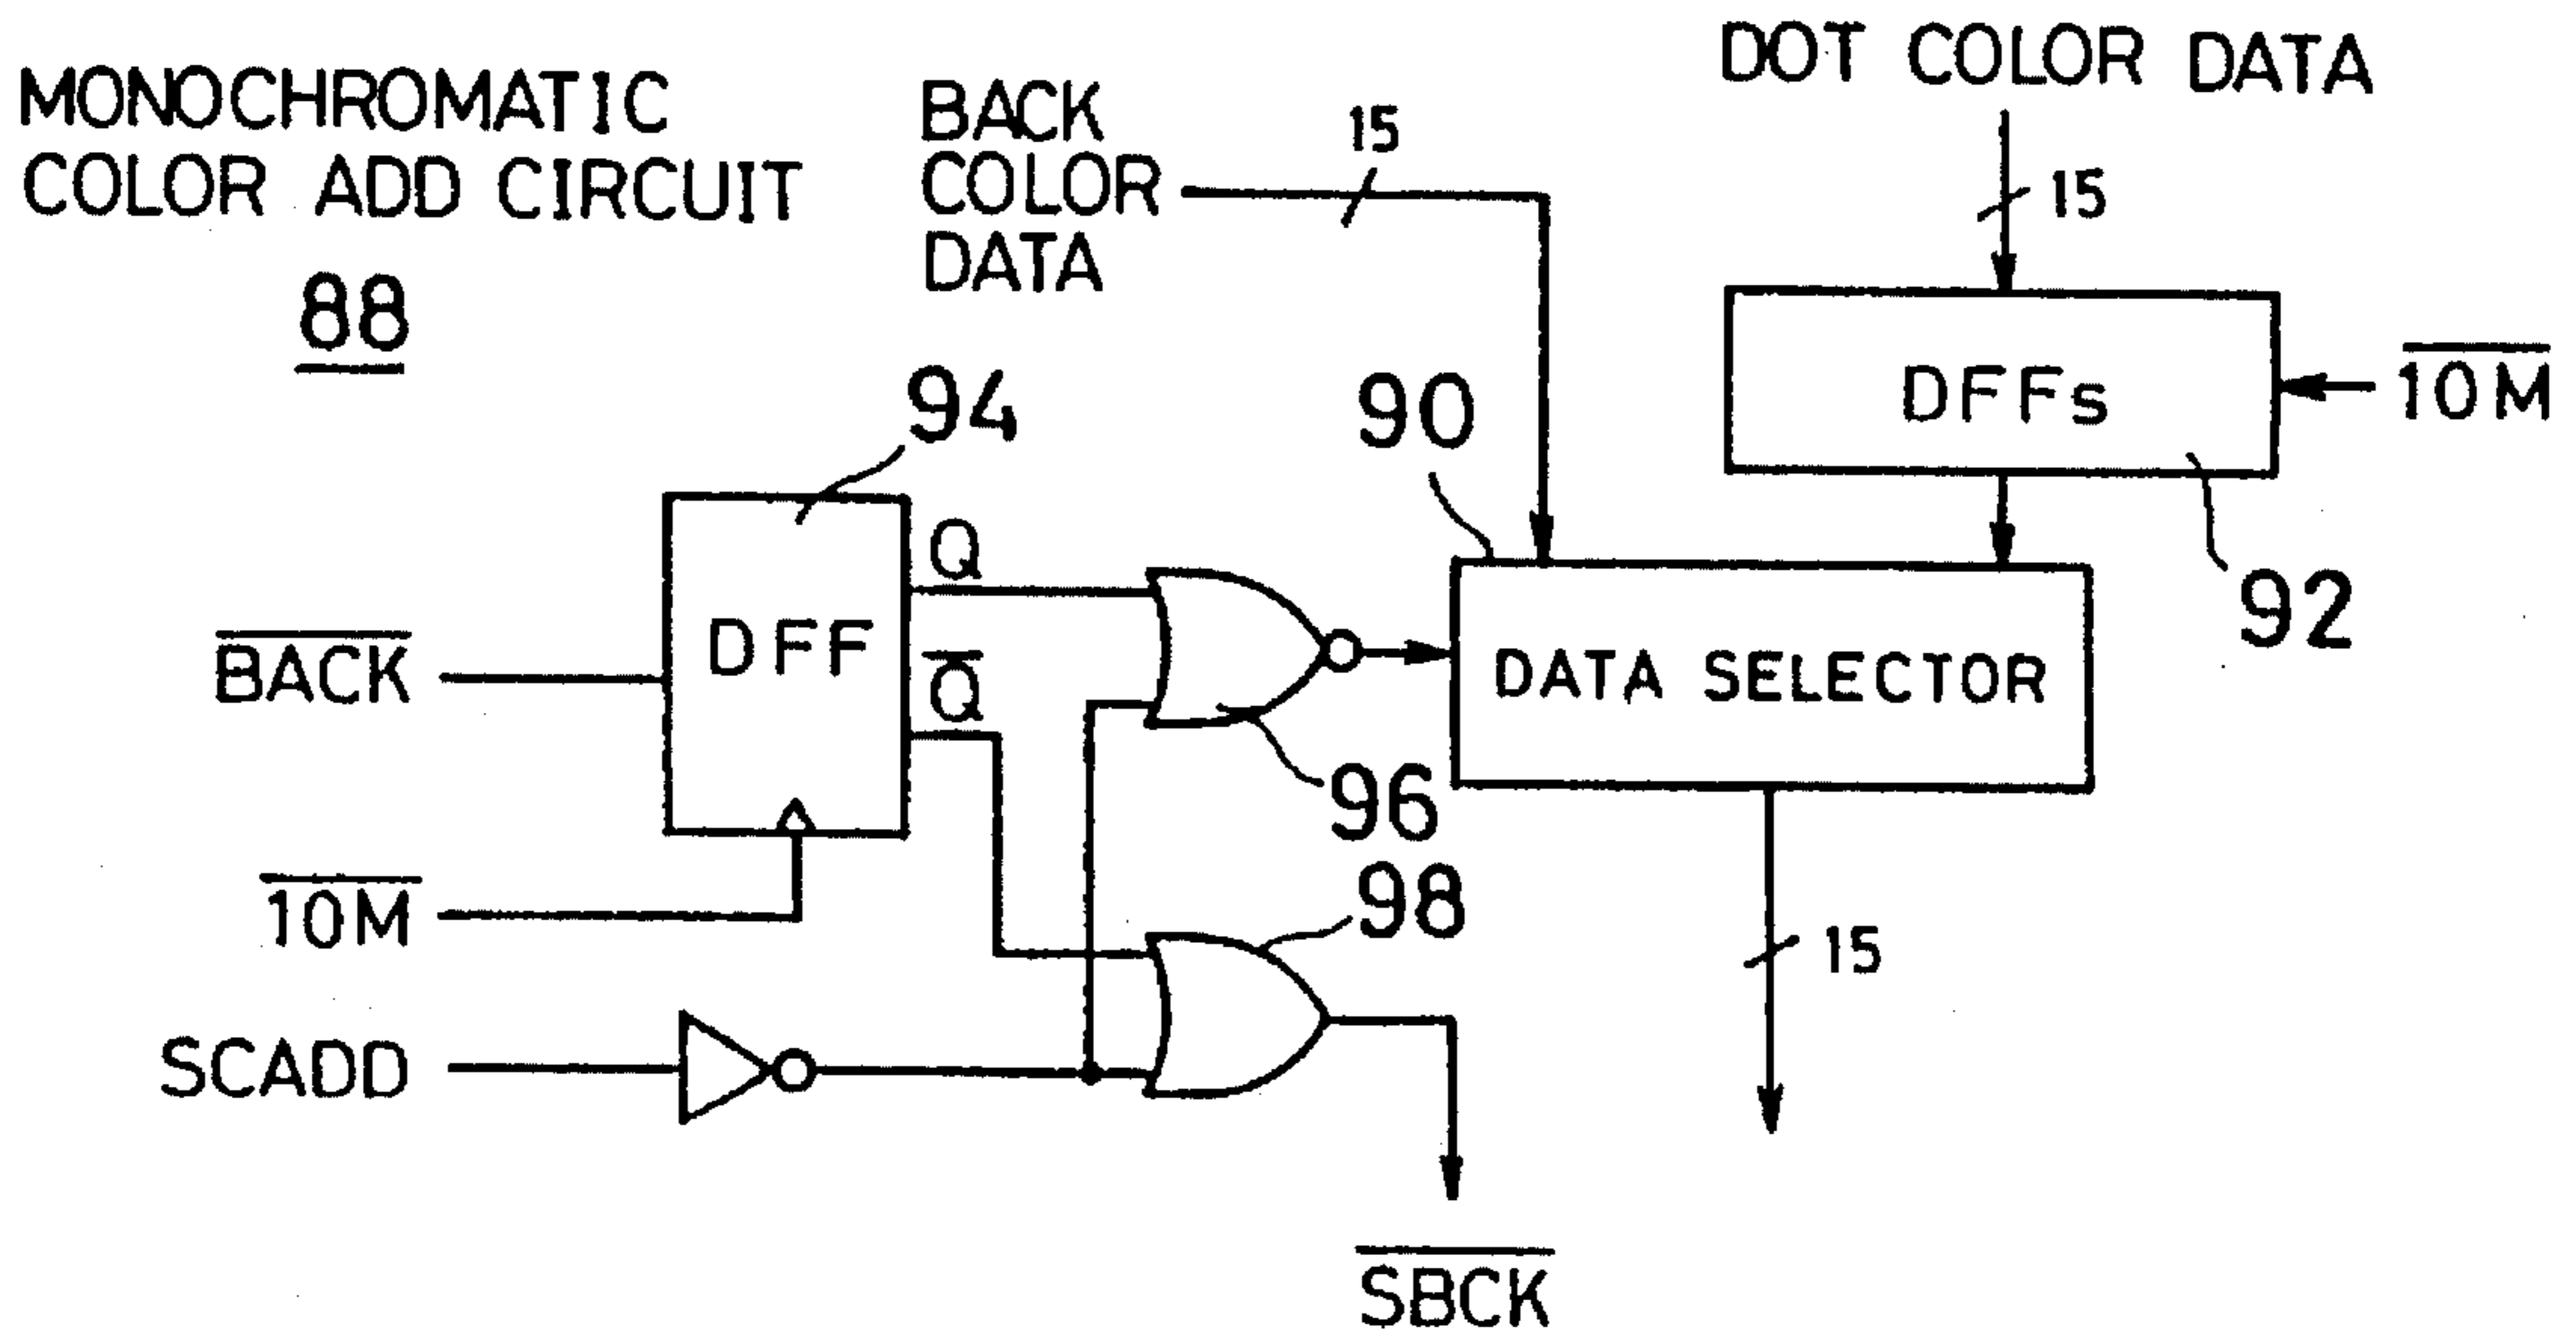 MONOCHROMATIC
COLOR ADD CIRCUIT
88
BACK
COLOR
DATA
15
DOT COLOR DATA
15
DFFs
10M
92
94
90
DFF
Q
Q
BACK
10M
96
DATA SELECTOR
98
15
SCADD
SBCK